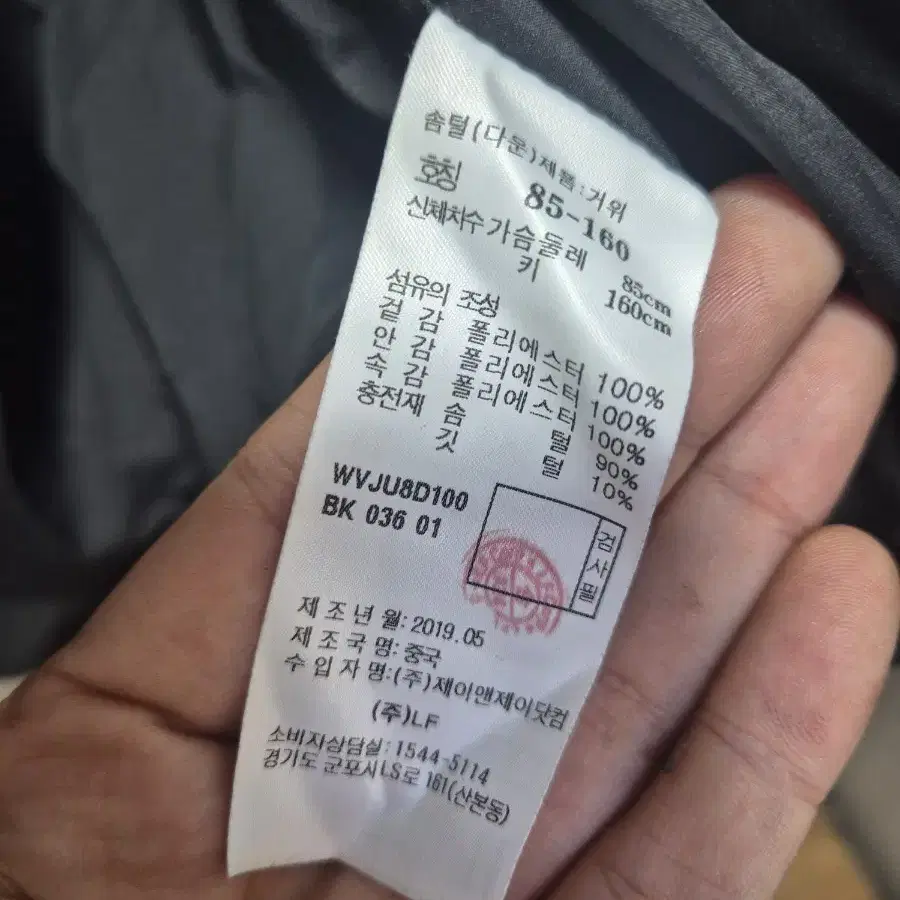 솜털(다운)제품:거위
호칭 85-160
신체치수 가슴둘레 85cm
키 160cm
섬유의 조성
겉 감 폴리에스터 100%
안 감 폴리에스터 100%
속 감 폴리에스터 100%
충전재 솜 털 90%
깃 털 10%
WVJU8D100
BK 036 01
검사필
제 조 년 월: 2019.05
제 조 국 명: 중국
수 입 자 명:(주)제이앤제이닷컴
(주)LF
소비자상담실:1544-5114
경기도 군포시 LS로 161(산본동)